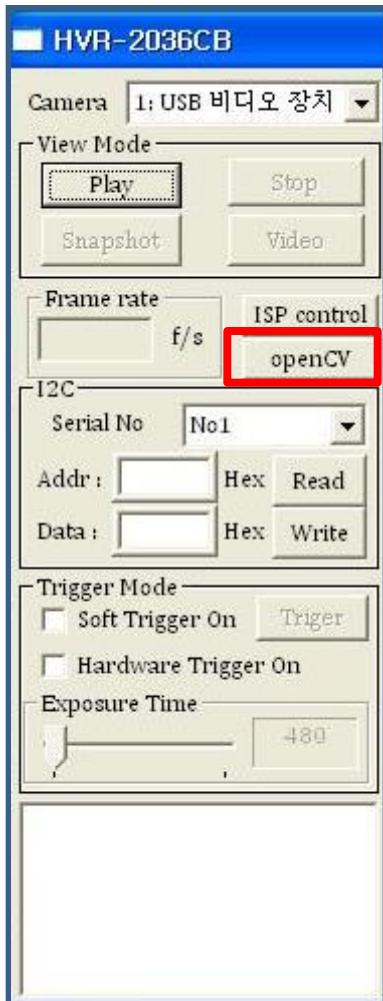 HVR-2036CB
Camera 1: USB 비디오 장치
View Mode
Play Stop
Snapshot Video
Frame rate
f/s
ISP control
openCV
I2C
Serial No No1
Addr : Hex Read
Data : Hex Write
Trigger Mode
Soft Trigger On Triger
Hardware Trigger On
Exposure Time
480